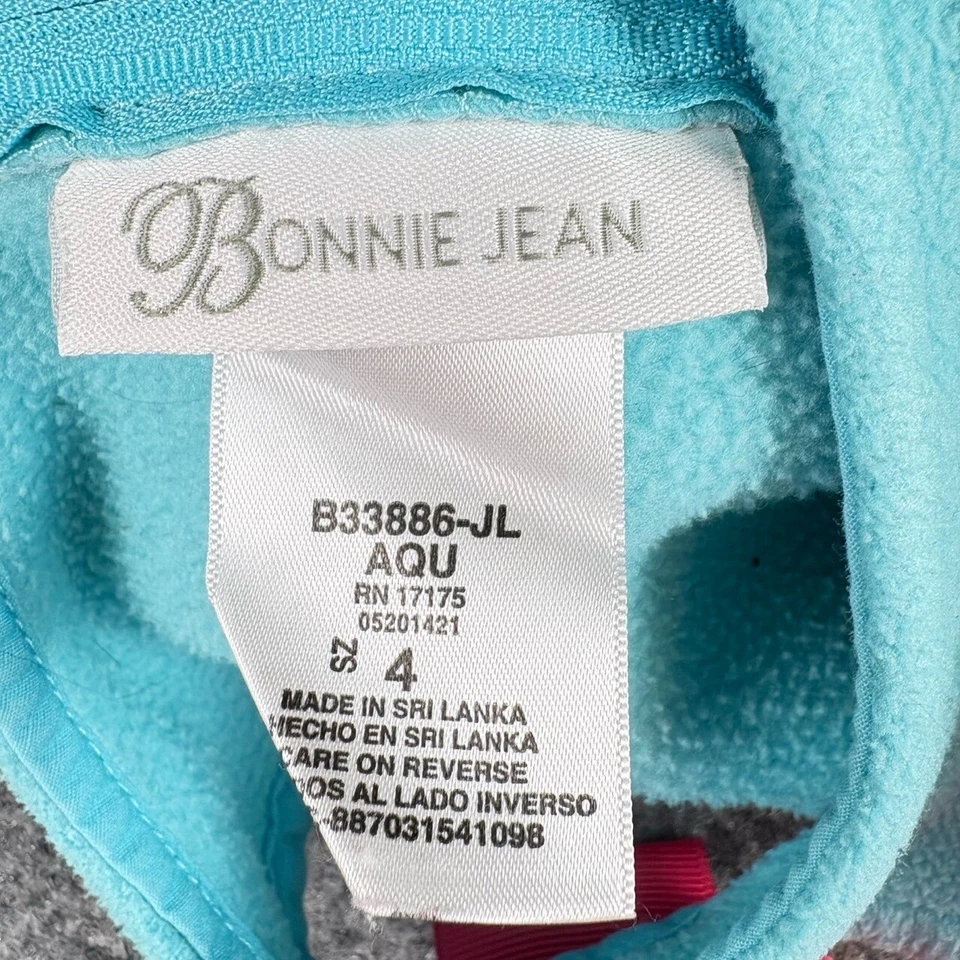 BONNIE JEAN
B33886-JL
AQU
RN 17175
05201421
SZ 4
MADE IN SRI LANKA
HECHO EN SRI LANKA
CARE ON REVERSE
AL LADO INVERSO